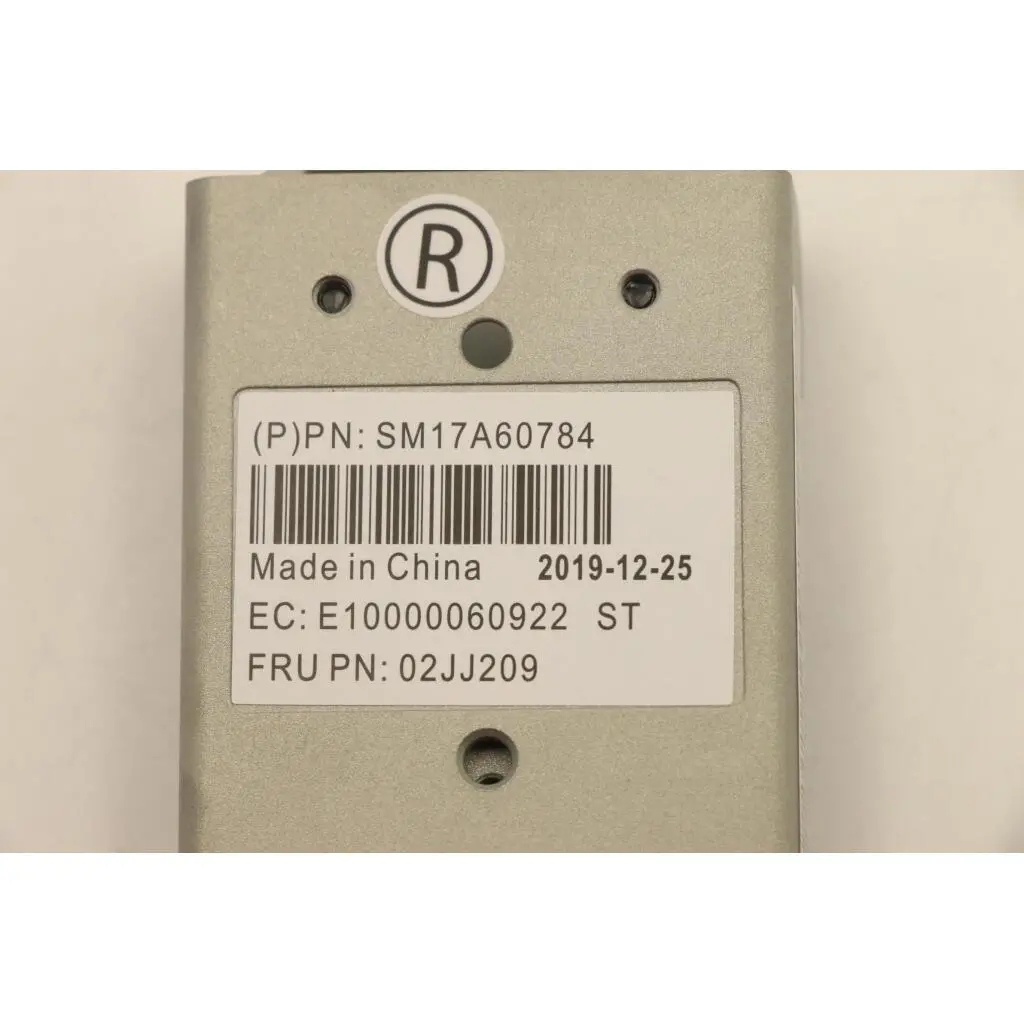 R
(P)PN: SM17A60784
Made in China 2019-12-25
EC: E10000060922 ST
FRU PN: 02JJ209